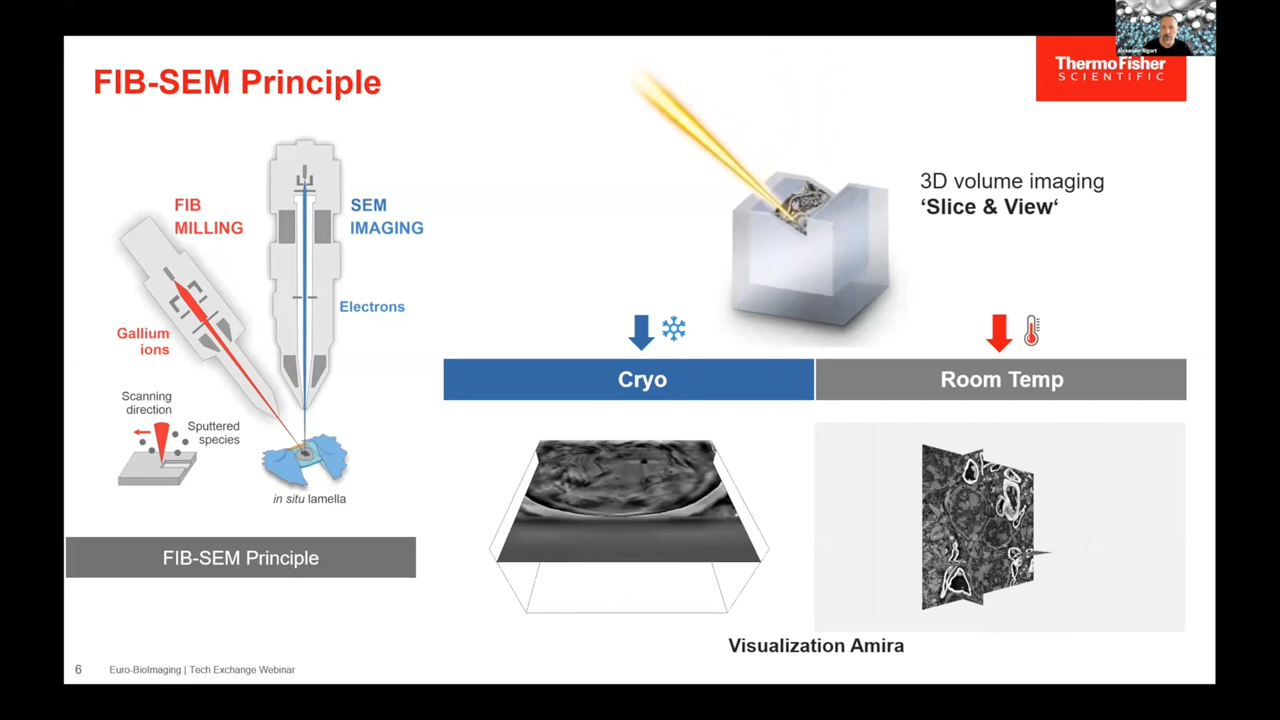 FIB-SEM Principle
Alexander Rigort
ThermoFisher
SCIENTIFIC
FIB
MILLING
SEM
IMAGING
Electrons
Gallium
ions
Scanning
direction
Sputtered
species
in situ lamella
FIB-SEM Principle
3D volume imaging
‘Slice & View‘
Cryo
Room Temp
Visualization Amira
6
Euro-BioImaging | Tech Exchange Webinar